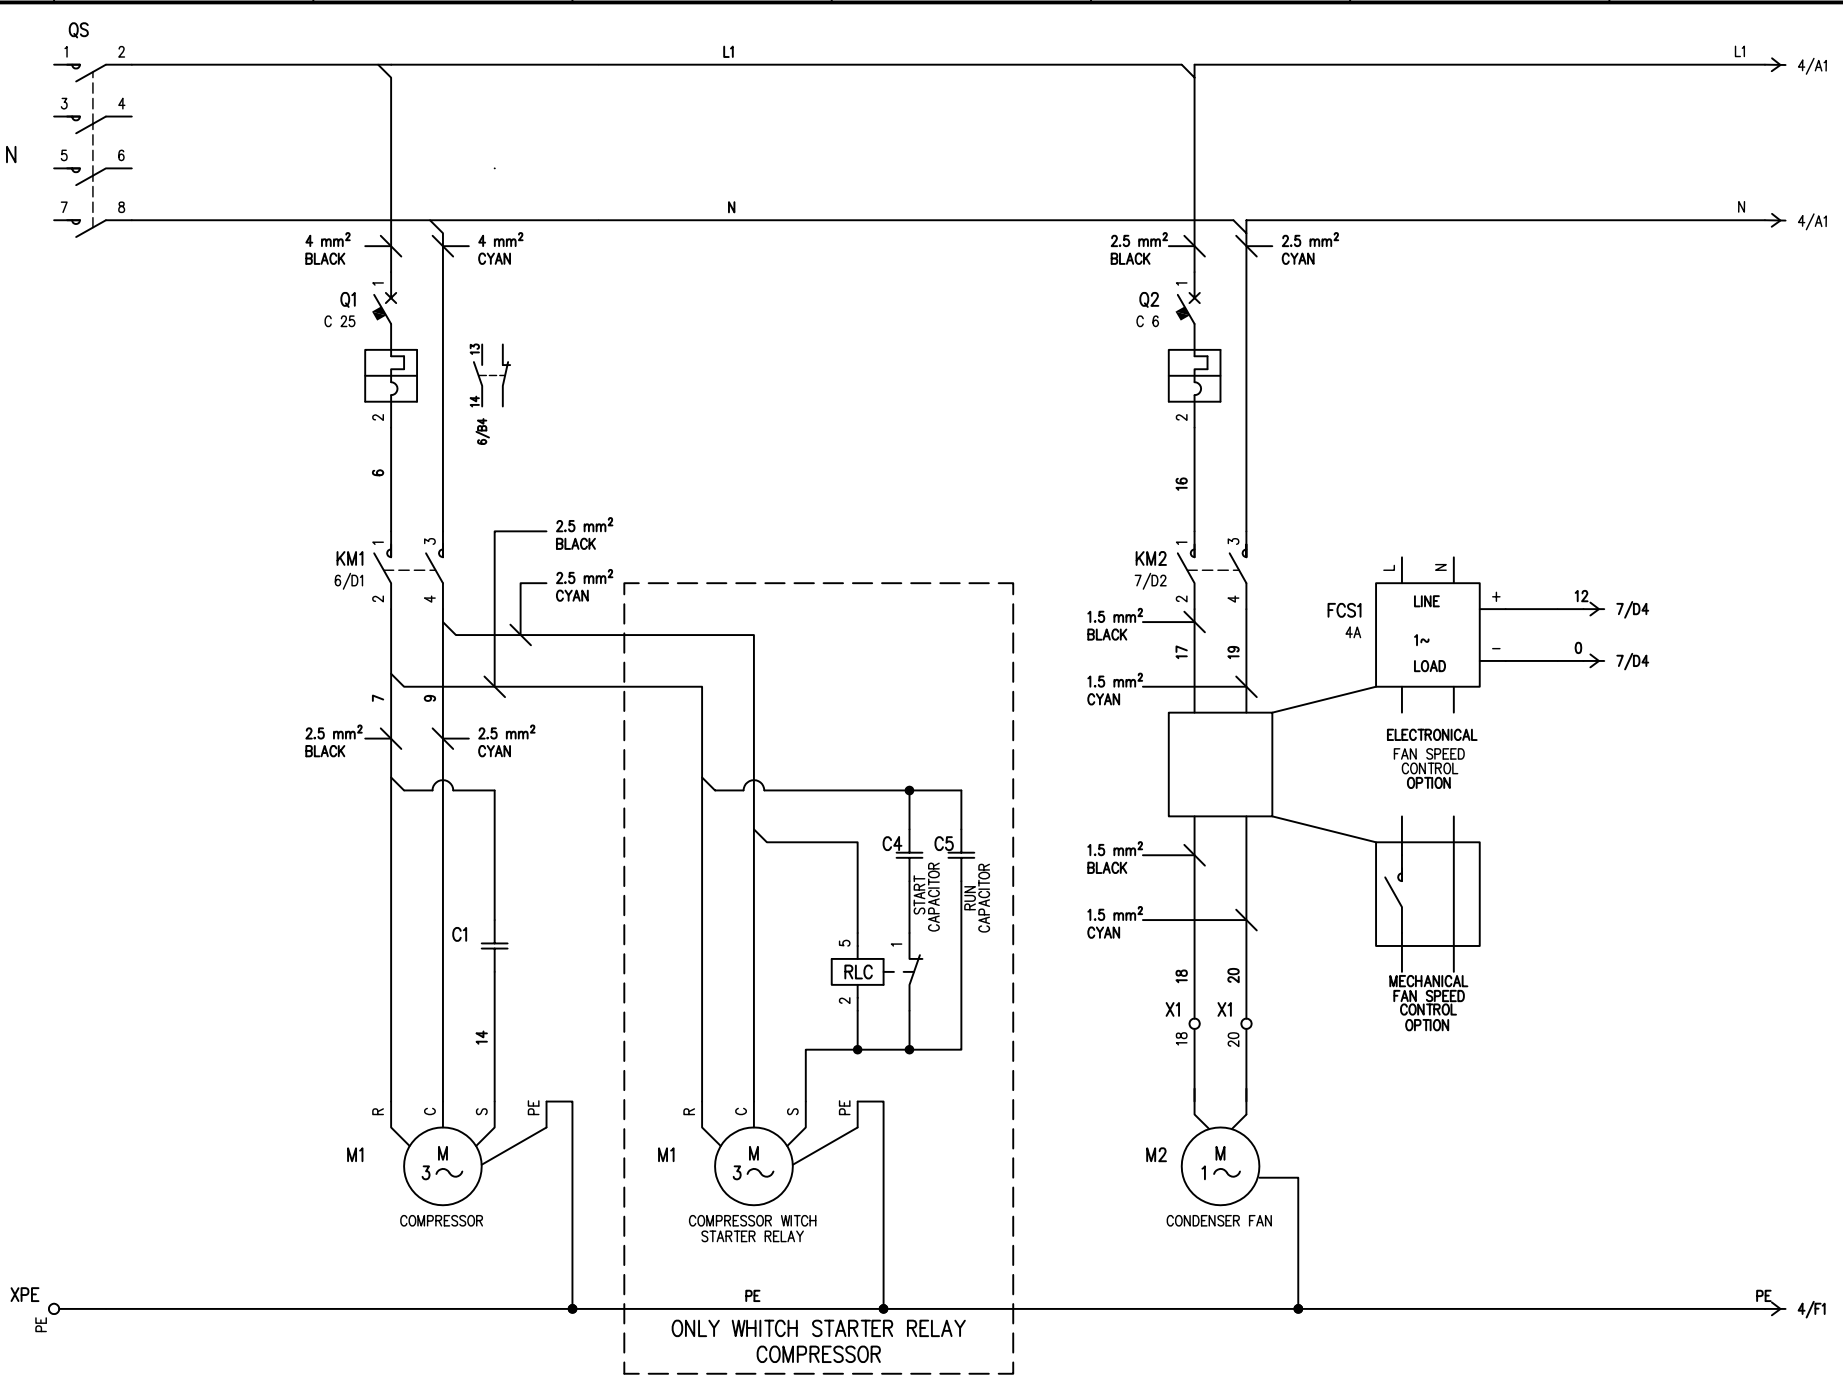 QS
1 2 L1 L1 4/A1
3 4
N 5 6
7 8 N N 4/A1
4 mm² 4 mm² 2.5 mm² 2.5 mm²
BLACK CYAN BLACK CYAN
1 1
Q1 Q2
C 25 C 6
13
14
6/B4
2 2
6 16
2.5 mm²
BLACK
1 3 1 3
KM1 KM2
6/D1 7/D2
2 4 2 4
2.5 mm²
CYAN
L N
LINE + 12 7/D4
FCS1
4A
1~
LOAD - 0 7/D4
1.5 mm²
BLACK
17 19
1.5 mm²
CYAN
7 9
2.5 mm² 2.5 mm²
BLACK CYAN
ELECTRONICAL
FAN SPEED
CONTROL
OPTION
C4 C5
START
CAPACITOR
RUN
CAPACITOR
1.5 mm²
BLACK
1.5 mm²
CYAN
C1
5 1
RLC
2
14
18 20
X1 X1
18 20
MECHANICAL
FAN SPEED
CONTROL
OPTION
R C S PE
R C S PE
M1 M
3
COMPRESSOR
M1 M
3
COMPRESSOR WITCH
STARTER RELAY
M2 M
1
CONDENSER FAN
XPE
PE
PE PE 4/F1
ONLY WHITCH STARTER RELAY
COMPRESSOR